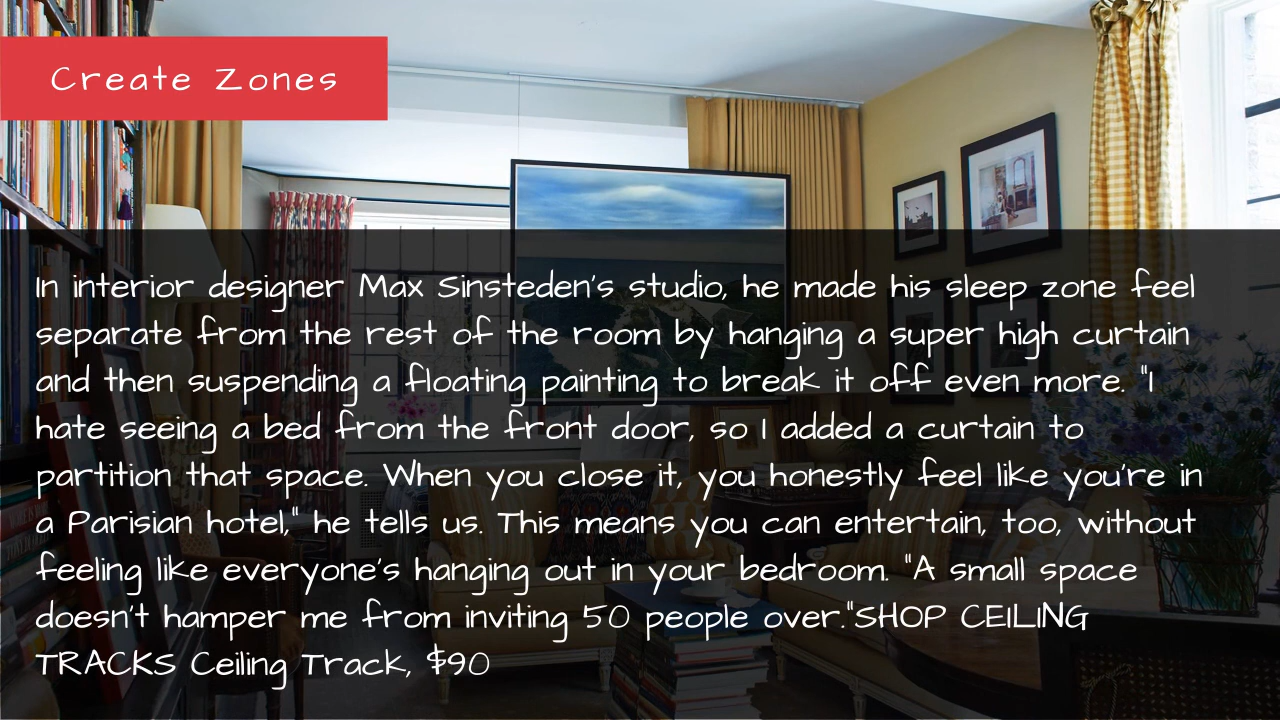 Create Zones
In interior designer Max Sinsteden's studio, he made his sleep zone feel
separate from the rest of the room by hanging a super high curtain
and then suspending a floating painting to break it off even more. "I
hate seeing a bed from the front door, so I added a curtain to
partition that space. When you close it, you honestly feel like you're in
a Parisian hotel," he tells us. This means you can entertain, too, without
feeling like everyone's hanging out in your bedroom. "A small space
doesn't hamper me from inviting 50 people over."SHOP CEILING
TRACKS Ceiling Track, $90